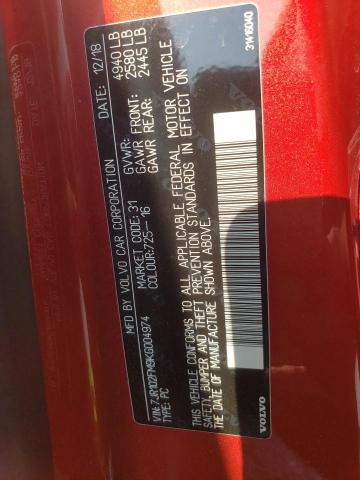 MFD BY VOLVO CAR CORPORATION
DATE: 12/18
MARKET CODE: 31
COLOUR:725-16
GVWR: 4940 LB
GAWR FRONT: 2580 LB
GAWR REAR: 2445 LB
VIN: 7JR102FM9KG004974
TYPE: PC
THIS VEHICLE CONFORMS TO ALL APPLICABLE FEDERAL MOTOR VEHICLE
SAFETY, BUMPER AND THEFT PREVENTION STANDARDS IN EFFECT ON
THE DATE OF MANUFACTURE SHOWN ABOVE.
VOLVO
31416040